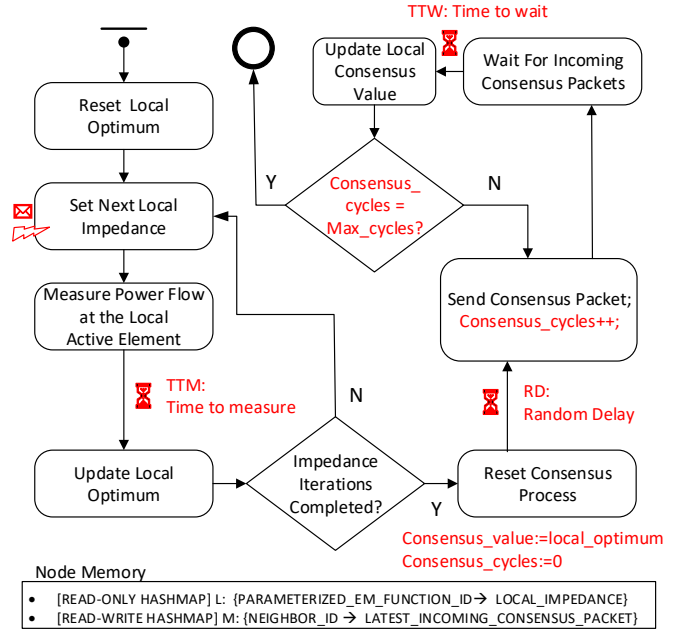 TTW: Time to wait
Reset Local
Optimum
Update Local
Consensus
Value
Wait For Incoming
Consensus Packets
Set Next Local
Impedance
Y
Consensus_
cycles =
Max_cycles?
N
Measure Power Flow
at the Local
Active Element
Send Consensus Packet;
Consensus_cycles++;
TTM:
Time to measure
N
RD:
Random Delay
Update Local
Optimum
Impedance
Iterations
Completed?
Y
Reset Consensus
Process
Consensus_value:=local_optimum
Consensus_cycles:=0
Node Memory
• [READ-ONLY HASHMAP] L: {PARAMETERIZED_EM_FUNCTION_ID→ LOCAL_IMPEDANCE}
• [READ-WRITE HASHMAP] M: {NEIGHBOR_ID → LATEST_INCOMING_CONSENSUS_PACKET}